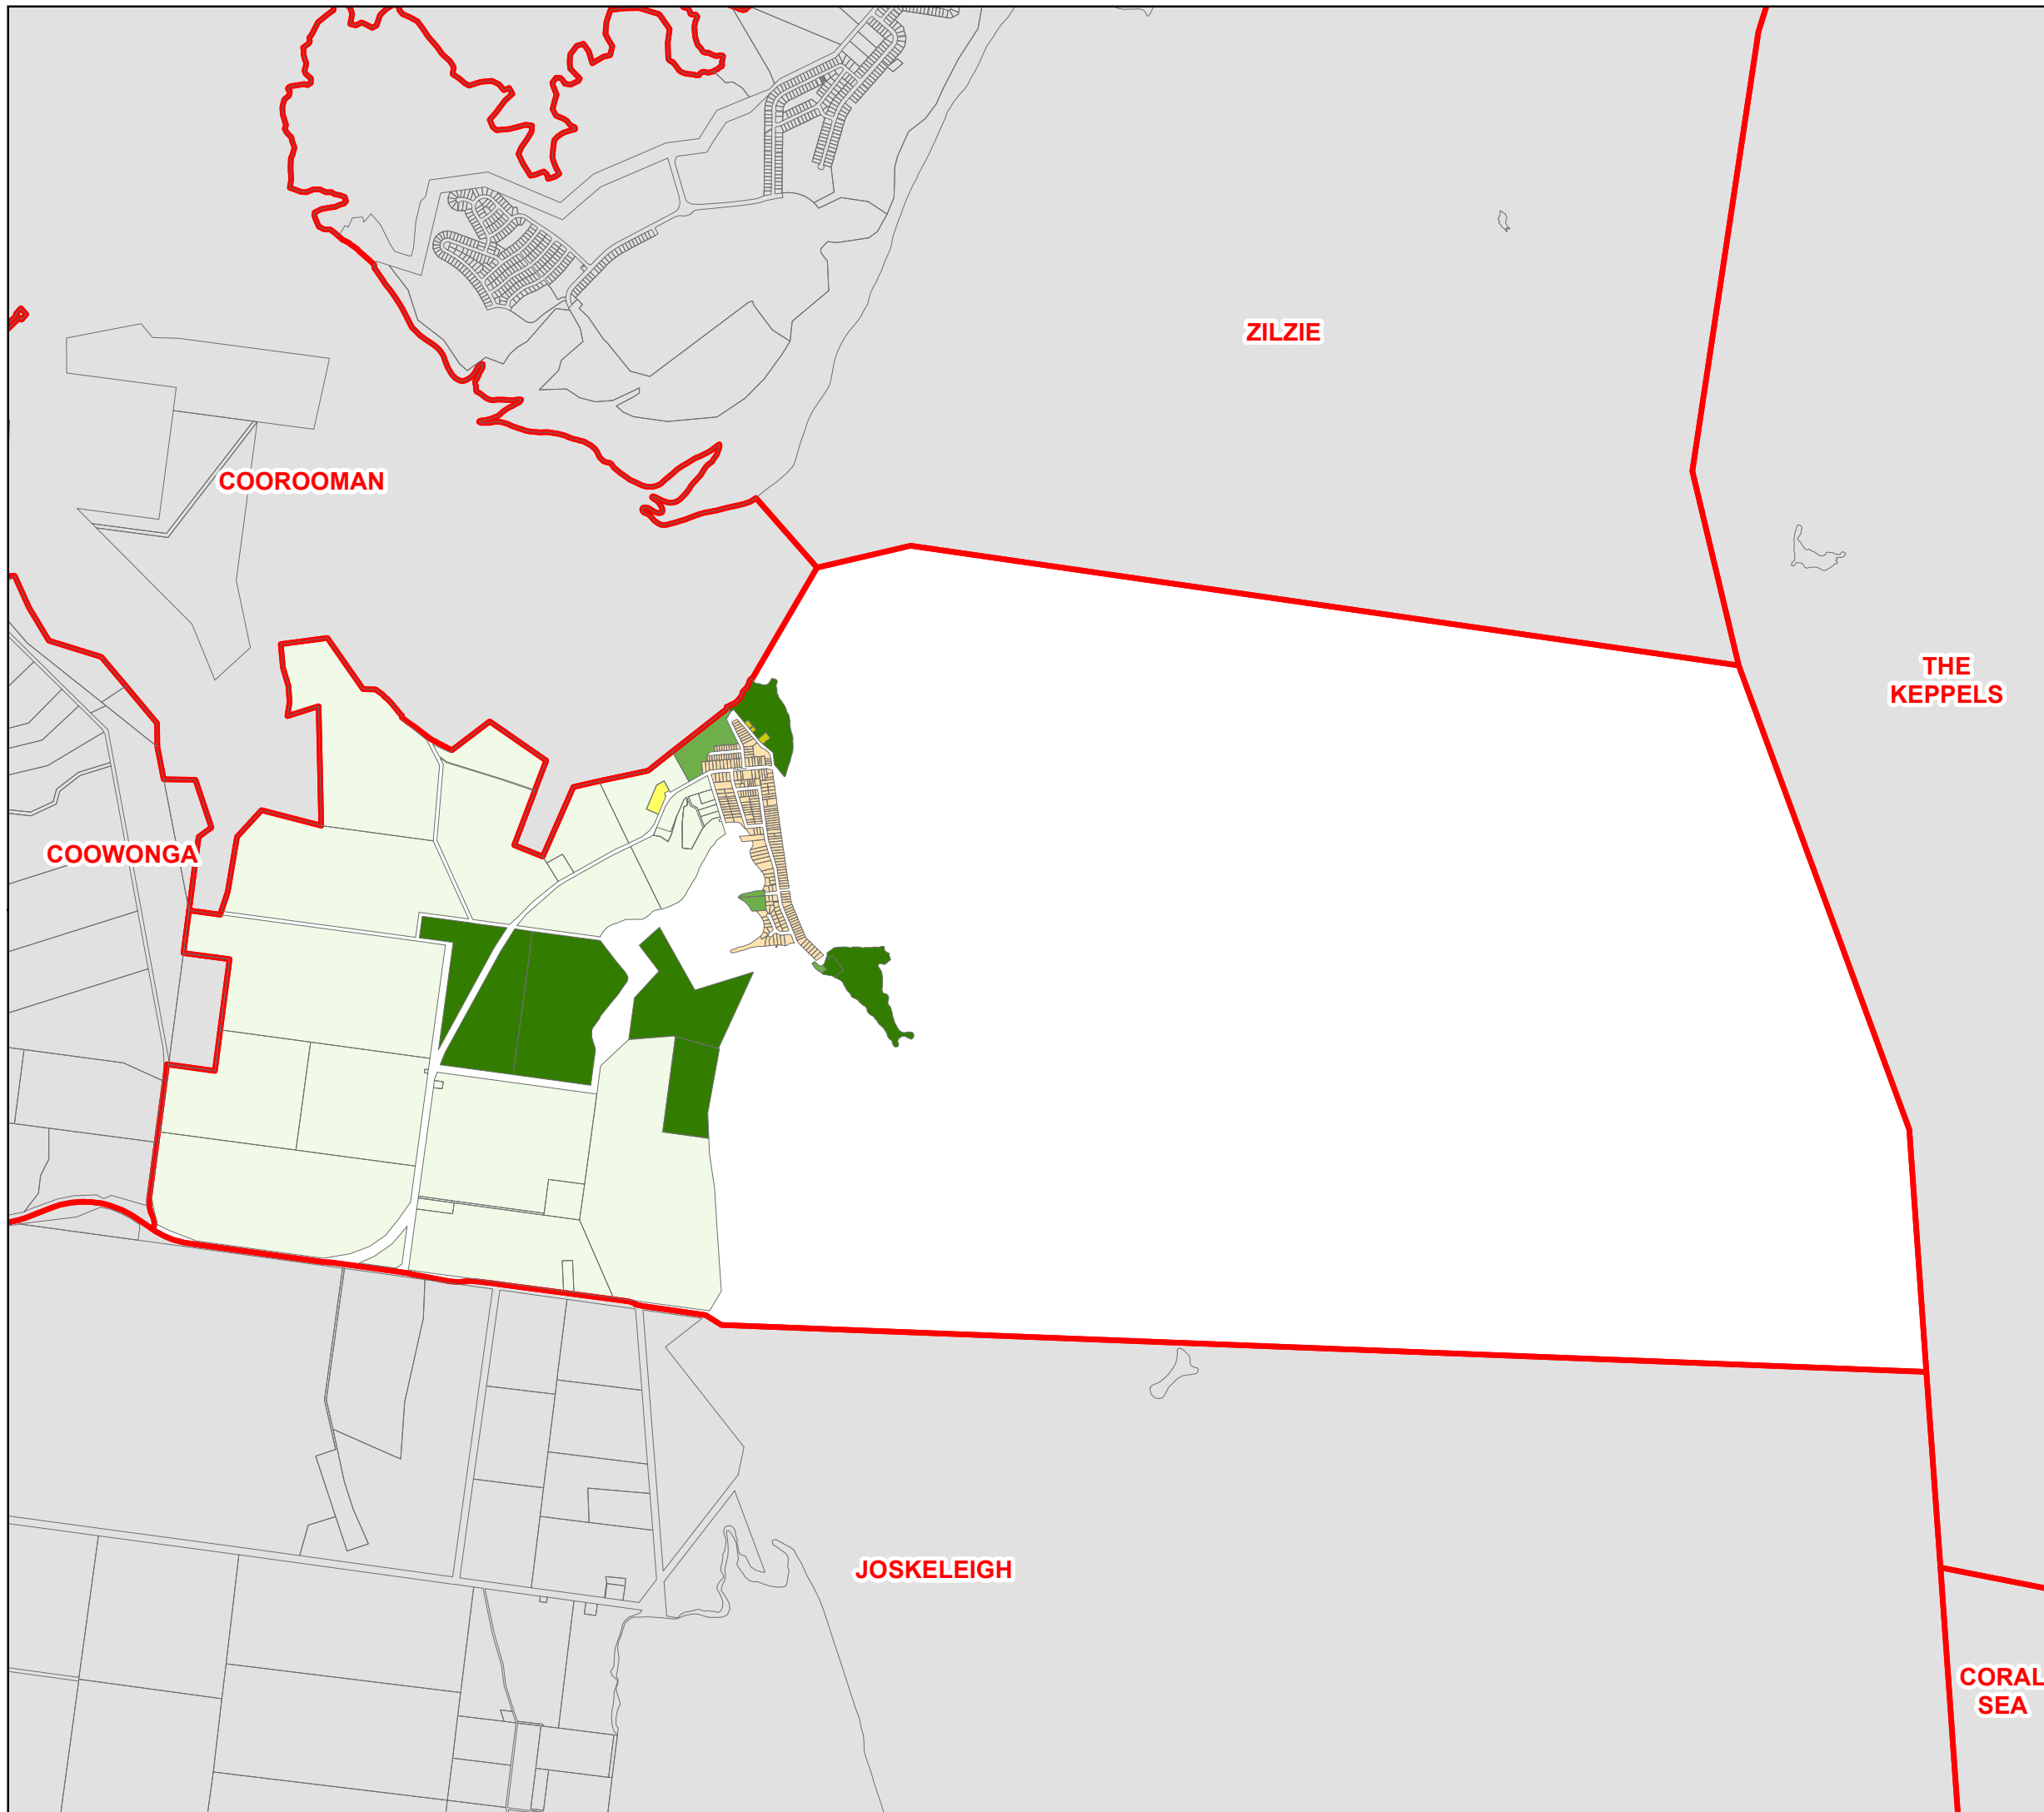 ZILZIE
COOROOMAN
THE
KEPPELS
COOWONGA
JOSKELEIGH
CORAL
SEA